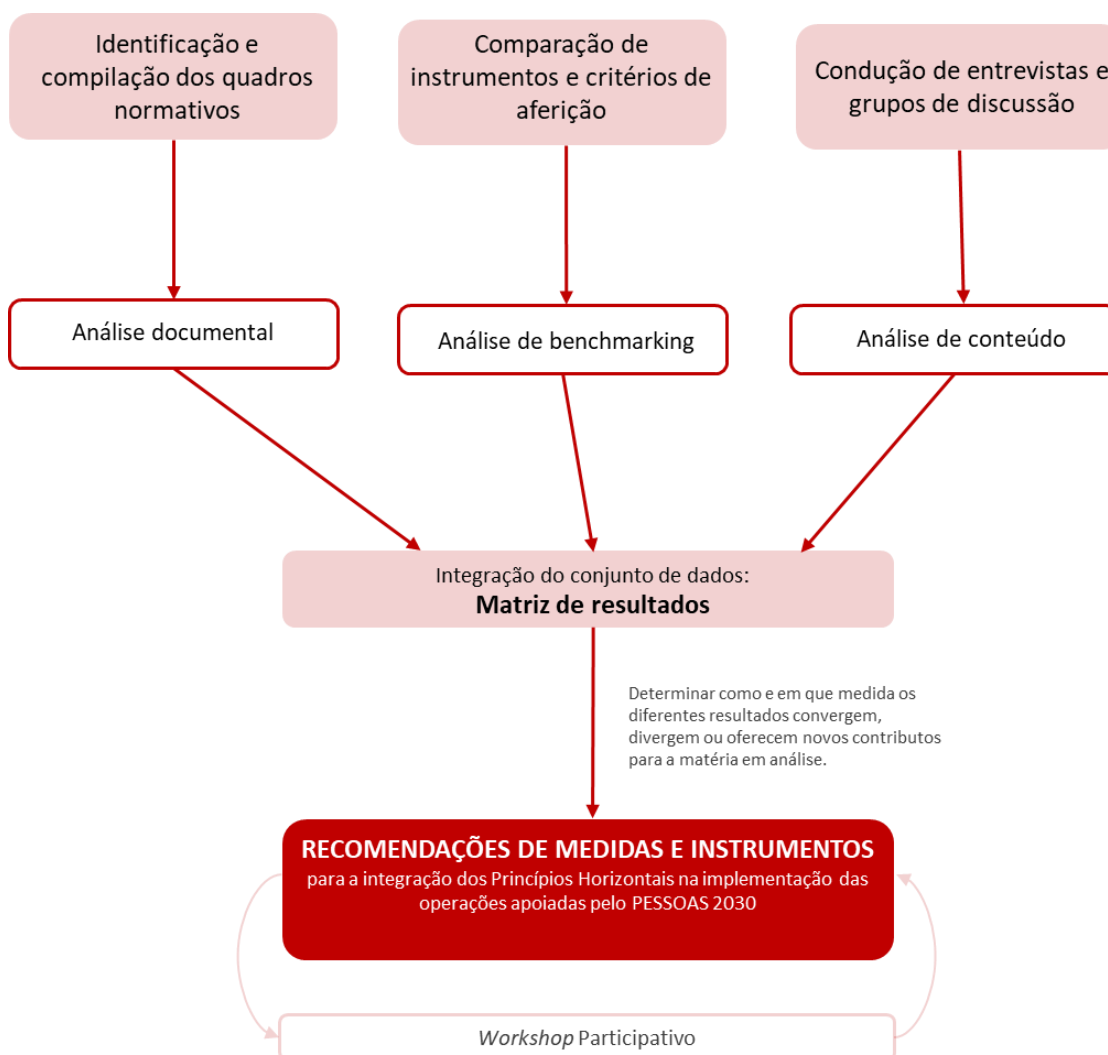 Identificação e
compilação dos quadros
normativos
Comparação de
instrumentos e critérios de
aferição
Condução de entrevistas e
grupos de discussão
Análise documental
Análise de benchmarking
Análise de conteúdo
Integração do conjunto de dados:
Matriz de resultados
Determinar como e em que medida os
diferentes resultados convergem,
divergem ou oferecem novos contributos
para a matéria em análise.
RECOMENDAÇÕES DE MEDIDAS E INSTRUMENTOS
para a integração dos Princípios Horizontais na implementação das
operações apoiadas pelo PESSOAS 2030
Workshop Participativo